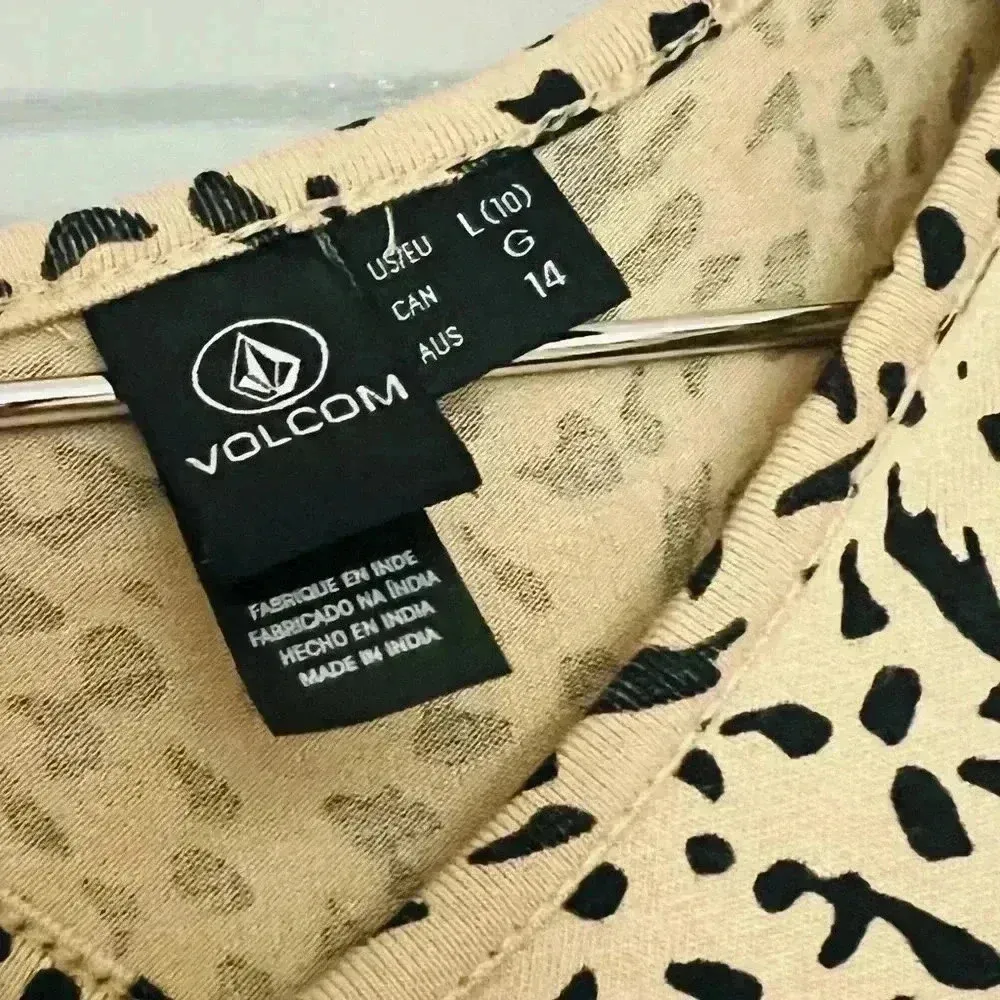 VOLCOM
US/EU L(10)
CAN G
AUS 14
FABRIQUE EN INDE
FABRICADO NA ÍNDIA
HECHO EN INDIA
MADE IN INDIA